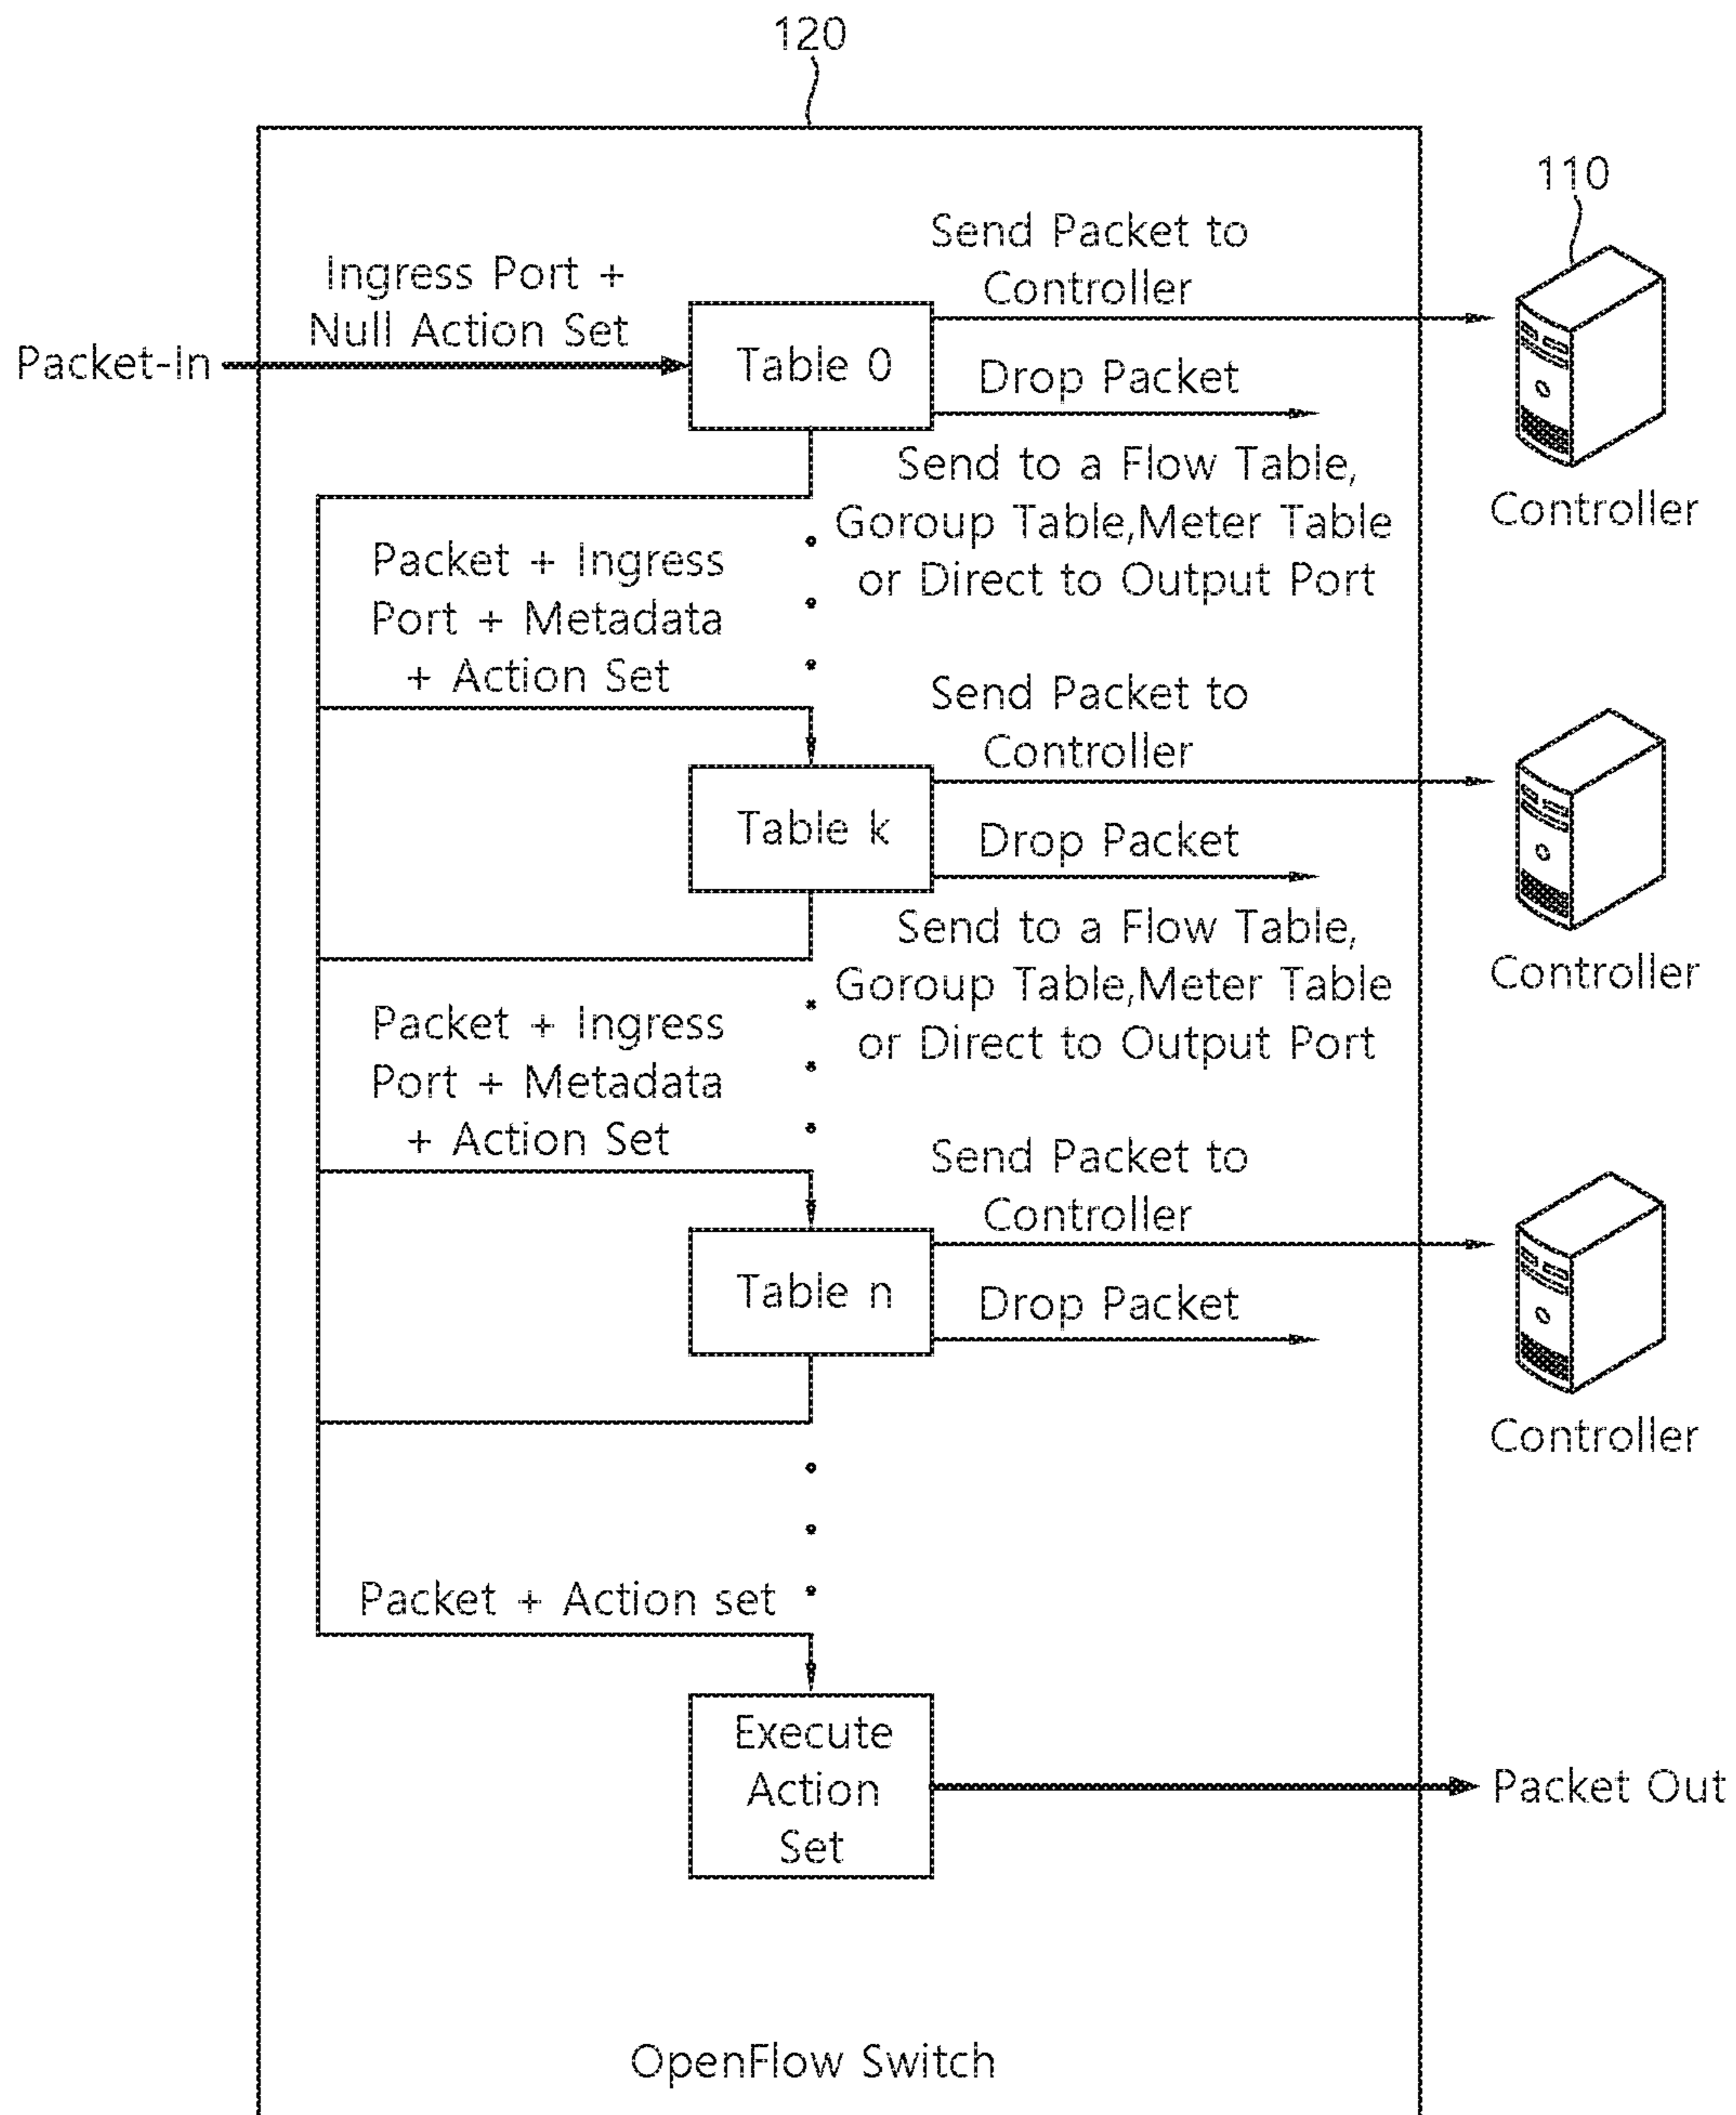 120
110
Send Packet to
Controller
Ingress Port +
Null Action Set
Packet-In
Table 0
Drop Packet
Controller
Send to a Flow Table,
Goroup Table,Meter Table
or Direct to Output Port
Packet + Ingress
Port + Metadata
+ Action Set
Send Packet to
Controller
Table k
Drop Packet
Controller
Send to a Flow Table,
Goroup Table,Meter Table
or Direct to Output Port
Packet + Ingress
Port + Metadata
+ Action Set
Send Packet to
Controller
Table n
Drop Packet
Controller
Packet + Action set
Execute
Action
Set
Packet Out
OpenFlow Switch